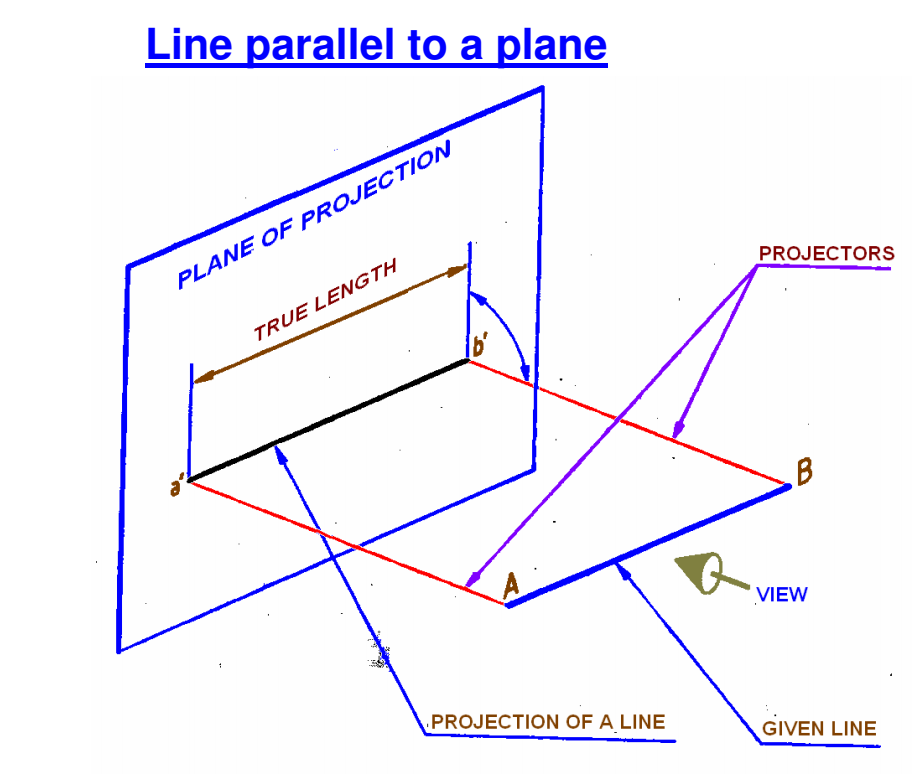 Line parallel to a plane
PLANE OF PROJECTION
PROJECTORS
TRUE LENGTH
b'
a'
B
A
VIEW
PROJECTION OF A LINE
GIVEN LINE